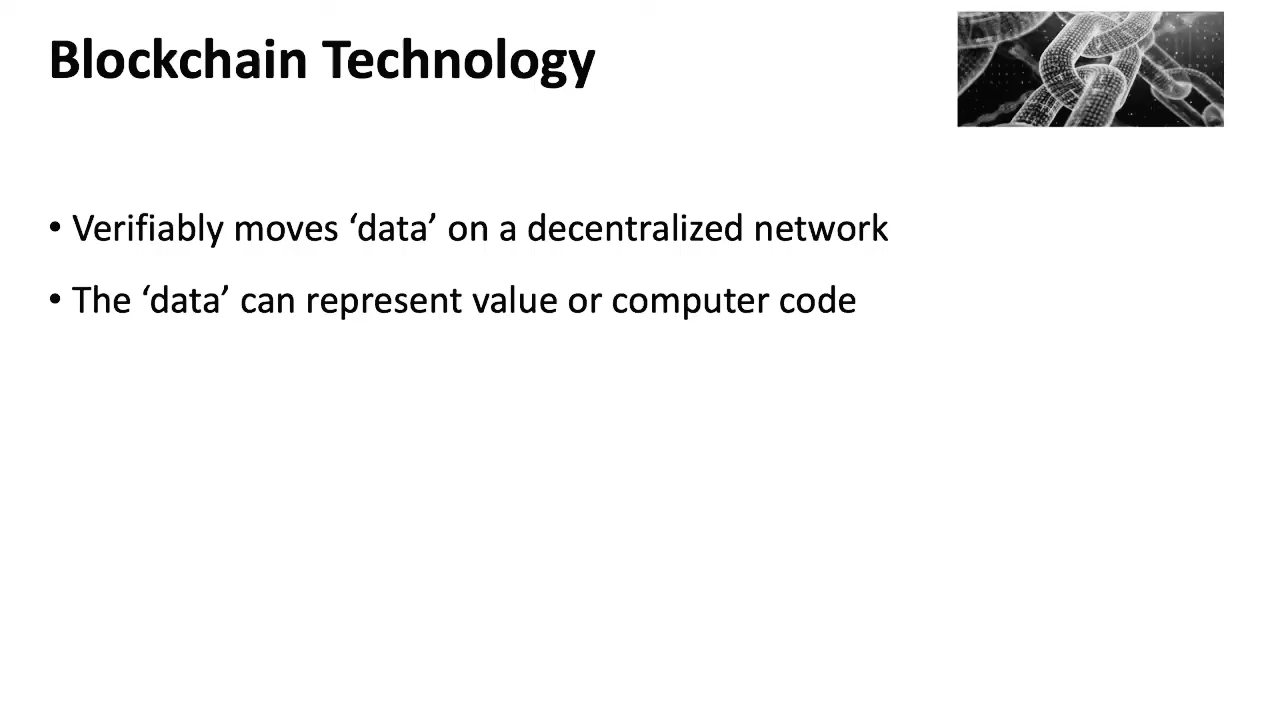 Blockchain Technology
• Verifiably moves ‘data’ on a decentralized network
• The ‘data’ can represent value or computer code